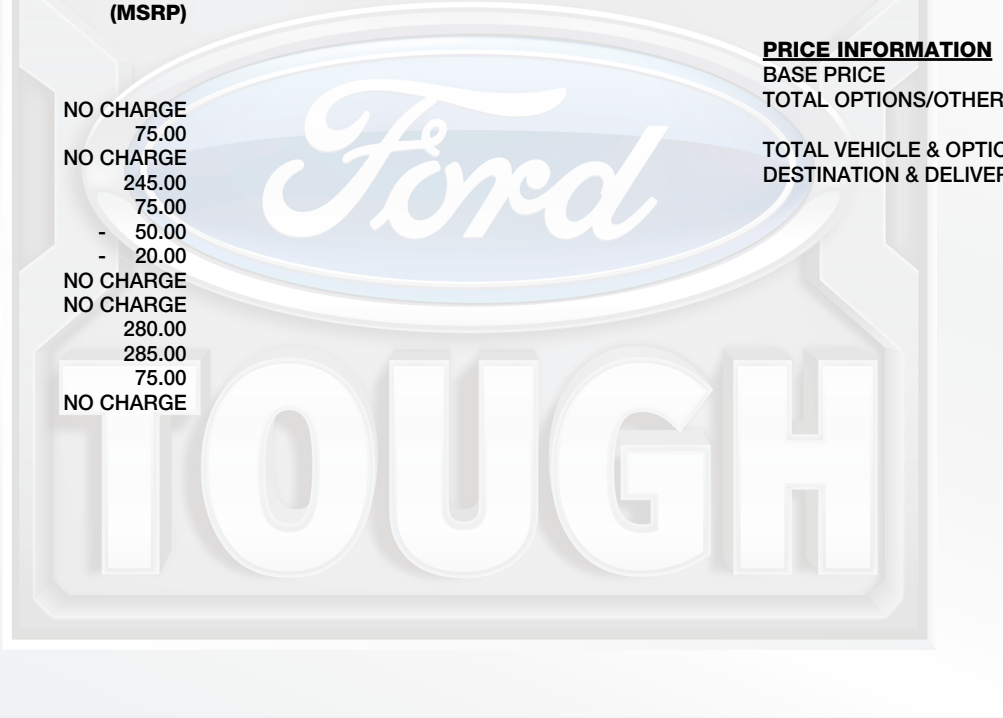 (MSRP)
NO CHARGE
75.00
NO CHARGE
245.00
75.00
- 50.00
- 20.00
NO CHARGE
NO CHARGE
280.00
285.00
75.00
NO CHARGE
PRICE INFORMATION
BASE PRICE
TOTAL OPTIONS/OTHER
TOTAL VEHICLE & OPTIO
DESTINATION & DELIVER
Ford
TOUGH